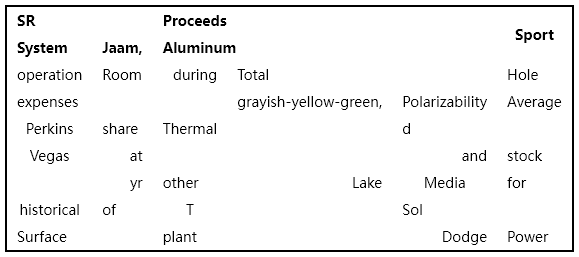 SR Proceeds
Sport
System Jaam, Aluminum
operation Room during Total Hole
expenses grayish-yellow-green, Polarizability Average
Perkins share Thermal d
Vegas at and stock
yr other Lake Media for
historical of T Sol
Surface plant Dodge Power